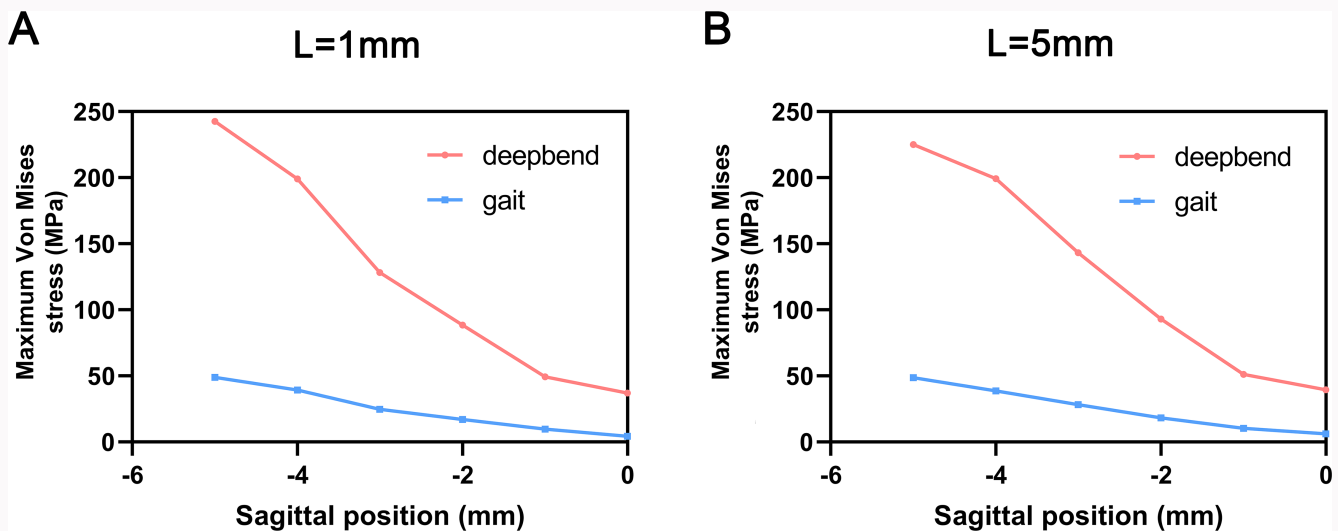 A
L=1mm
Maximum Von Mises
stress (MPa)
250
200
150
100
50
0
deepbend
gait
-6
-4
-2
0
Sagittal position (mm)
B
L=5mm
Maximum Von Mises
stress (MPa)
250
200
150
100
50
0
deepbend
gait
-6
-4
-2
0
Sagittal position (mm)